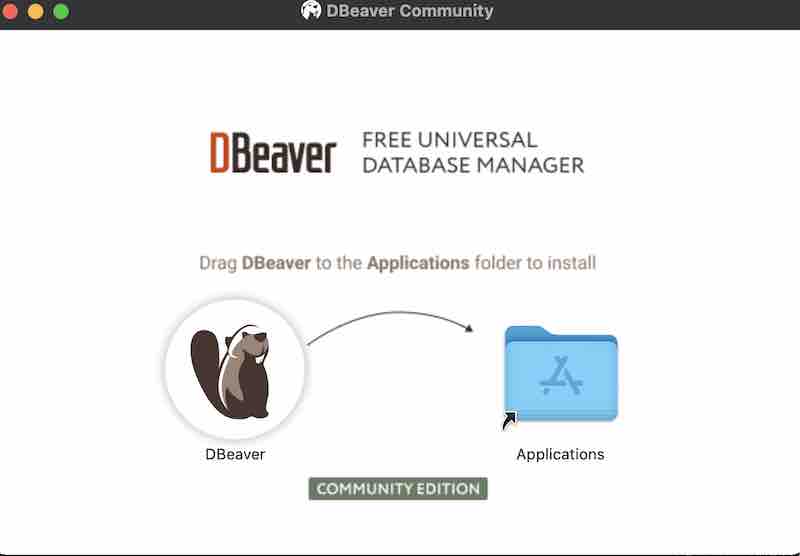 DBeaver Community
DBeaver
FREE UNIVERSAL
DATABASE MANAGER
Drag DBeaver to the Applications folder to install
DBeaver
Applications
COMMUNITY EDITION